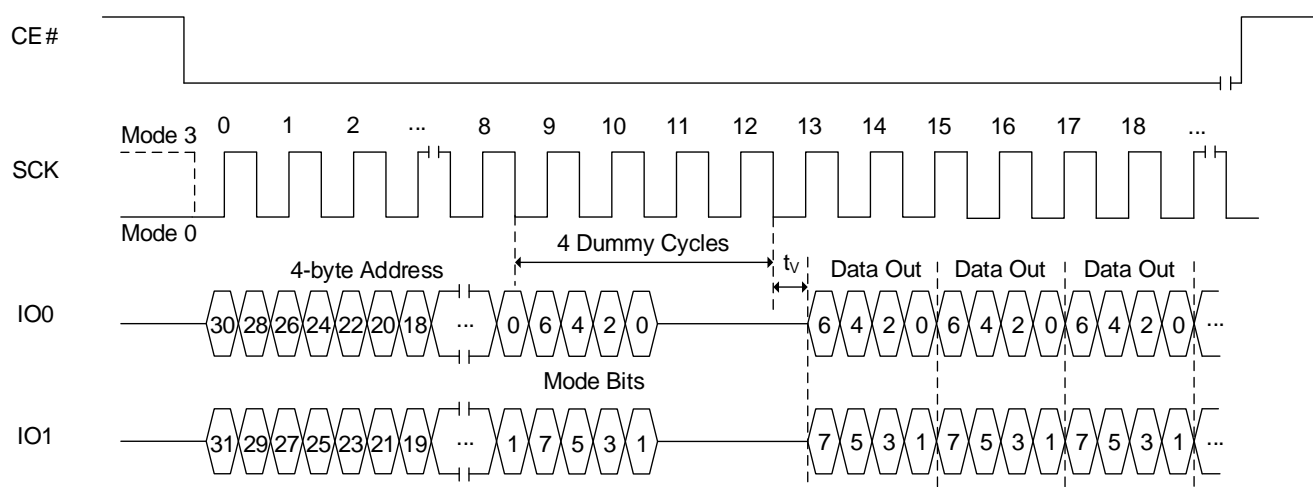 CE#
Mode 3
0 1 2 ... 8 9 10 11 12 13 14 15 16 17 18 ...
SCK
Mode 0
4 Dummy Cycles
4-byte Address
tV
Data Out Data Out Data Out
IO0
30 28 26 24 22 20 18 ... 0 6 4 2 0 6 4 2 0 6 4 2 0 6 4 2 0 ...
Mode Bits
IO1
31 29 27 25 23 21 19 ... 1 7 5 3 1 7 5 3 1 7 5 3 1 7 5 3 1 ...